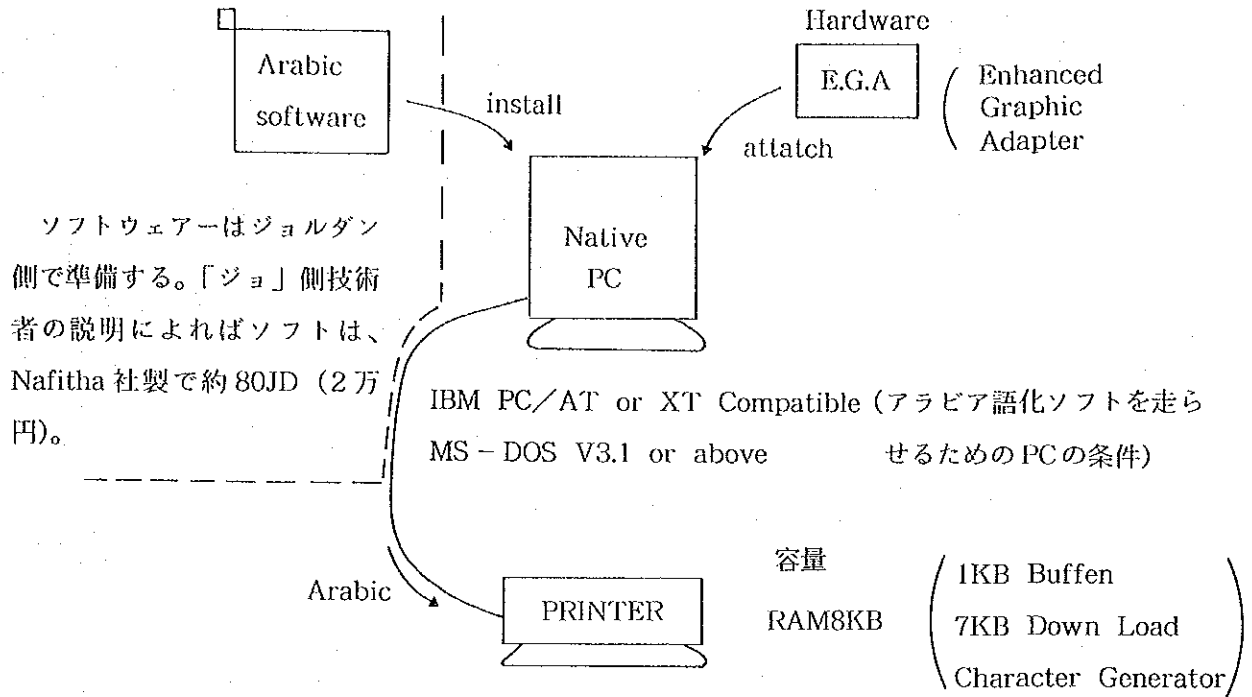 Hardware
Arabic
software
install
E.G.A
Enhanced
Graphic
Adapter
attatch
Native
PC
ソフトウェアーはジョルダン
側で準備する。「ジョ」側技術
者の説明によればソフトは、
Nafitha 社製で約 80JD（2万
円）。
IBM PC／AT or XT Compatible（アラビア語化ソフトを走ら
MS－DOS V3.1 or above せるための PC の条件）
Arabic
PRINTER
容量
RAM8KB
1KB Buffen
7KB Down Load
Character Generator